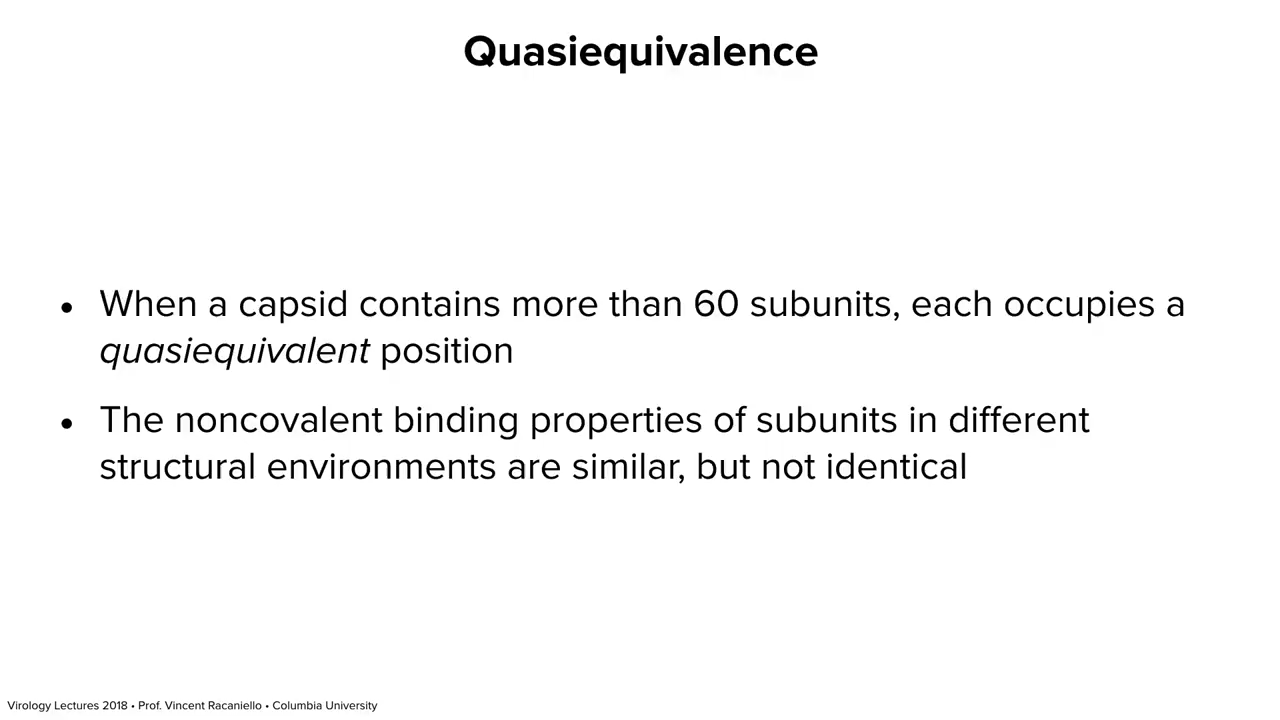 Quasiequivalence
• When a capsid contains more than 60 subunits, each occupies a
quasiequivalent position
• The noncovalent binding properties of subunits in different
structural environments are similar, but not identical
Virology Lectures 2018 • Prof. Vincent Racaniello • Columbia University